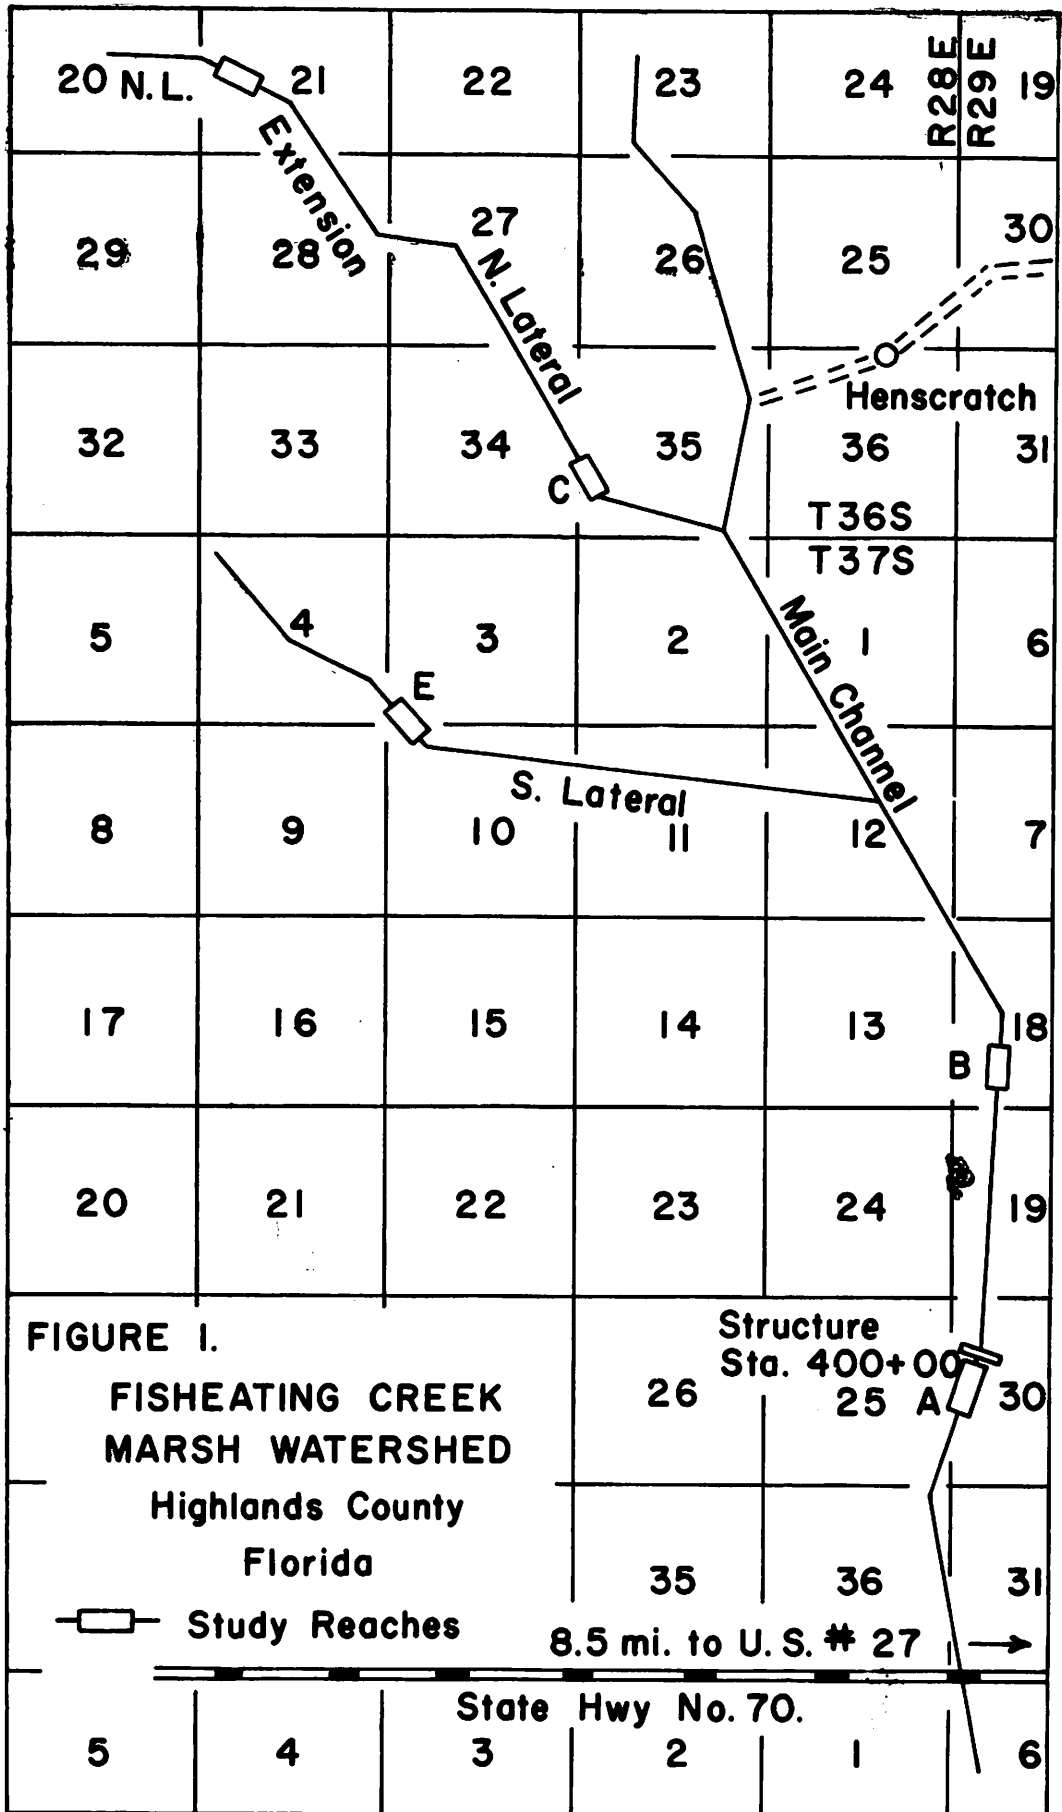 20 N.L. 21 22 23 24 R28E R29E 19
Extension
29 28 27 26 25 30
N. Lateral
Henscratch
32 33 34 35 36 31
C
T36S
T37S
5 4 3 2 1 6
Main Channel
E
S. Lateral
8 9 10 11 12 7
17 16 15 14 13 18
B
20 21 22 23 24 19
Structure
Sta. 400+00
26 25 A 30
FIGURE 1.
FISHEATING CREEK
MARSH WATERSHED
Highlands County
Florida
Study Reaches
35 36 31
8.5 mi. to U.S. # 27
State Hwy No. 70.
5 4 3 2 1 6